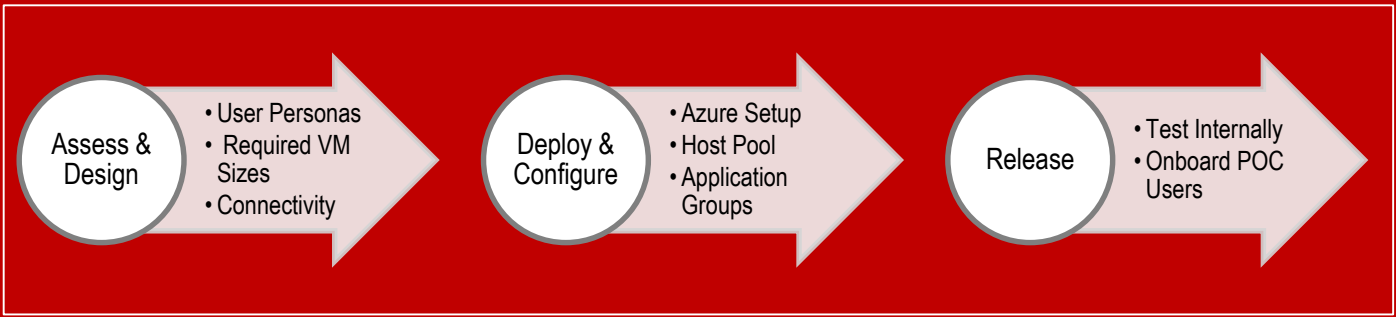 Assess &
Design
• User Personas
• Required VM
Sizes
• Connectivity
Deploy &
Configure
• Azure Setup
• Host Pool
• Application
Groups
Release
• Test Internally
• Onboard POC
Users